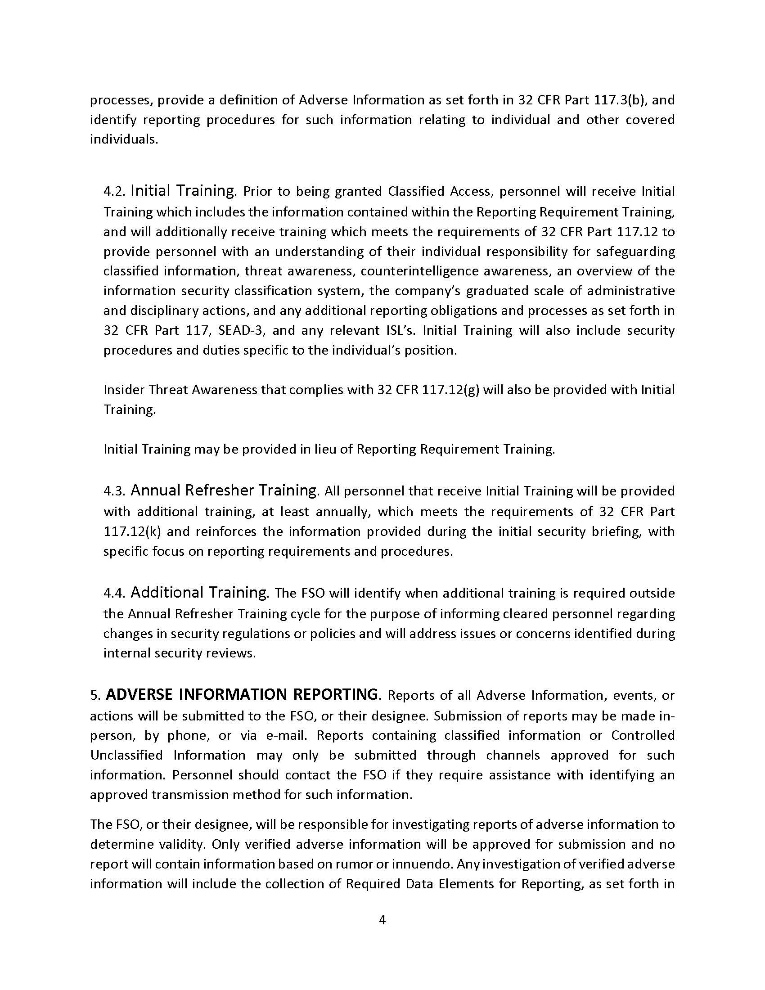 processes, provide a definition of Adverse Information as set forth in 32 CFR Part 117.3(b), and
identify reporting procedures for such information relating to individual and other covered
individuals.
4.2. Initial Training. Prior to being granted Classified Access, personnel will receive Initial
Training which includes the information contained within the Reporting Requirement Training,
and will additionally receive training which meets the requirements of 32 CFR Part 117.12 to
provide personnel with an understanding of their individual responsibility for safeguarding
classified information, threat awareness, counterintelligence awareness, an overview of the
information security classification system, the company's graduated scale of administrative
and disciplinary actions, and any additional reporting obligations and processes as set forth in
32 CFR Part 117, SEAD-3, and any relevant ISL's. Initial Training will also include security
procedures and duties specific to the individual's position.
Insider Threat Awareness that complies with 32 CFR 117.12(g) will also be provided with Initial
Training.
Initial Training may be provided in lieu of Reporting Requirement Training.
4.3. Annual Refresher Training. All personnel that receive Initial Training will be provided
with additional training, at least annually, which meets the requirements of 32 CFR Part
117.12(k) and reinforces the information provided during the initial security briefing, with
specific focus on reporting requirements and procedures.
4.4. Additional Training. The FSO will identify when additional training is required outside
the Annual Refresher Training cycle for the purpose of informing cleared personnel regarding
changes in security regulations or policies and will address issues or concerns identified during
internal security reviews.
5. ADVERSE INFORMATION REPORTING. Reports of all Adverse Information, events, or
actions will be submitted to the FSO, or their designee. Submission of reports may be made in-
person, by phone, or via e-mail. Reports containing classified information or Controlled
Unclassified Information may only be submitted through channels approved for such
information. Personnel should contact the FSO if they require assistance with identifying an
approved transmission method for such information.
The FSO, or their designee, will be responsible for investigating reports of adverse information to
determine validity. Only verified adverse information will be approved for submission and no
report will contain information based on rumor or innuendo. Any investigation of verified adverse
information will include the collection of Required Data Elements for Reporting, as set forth in
4